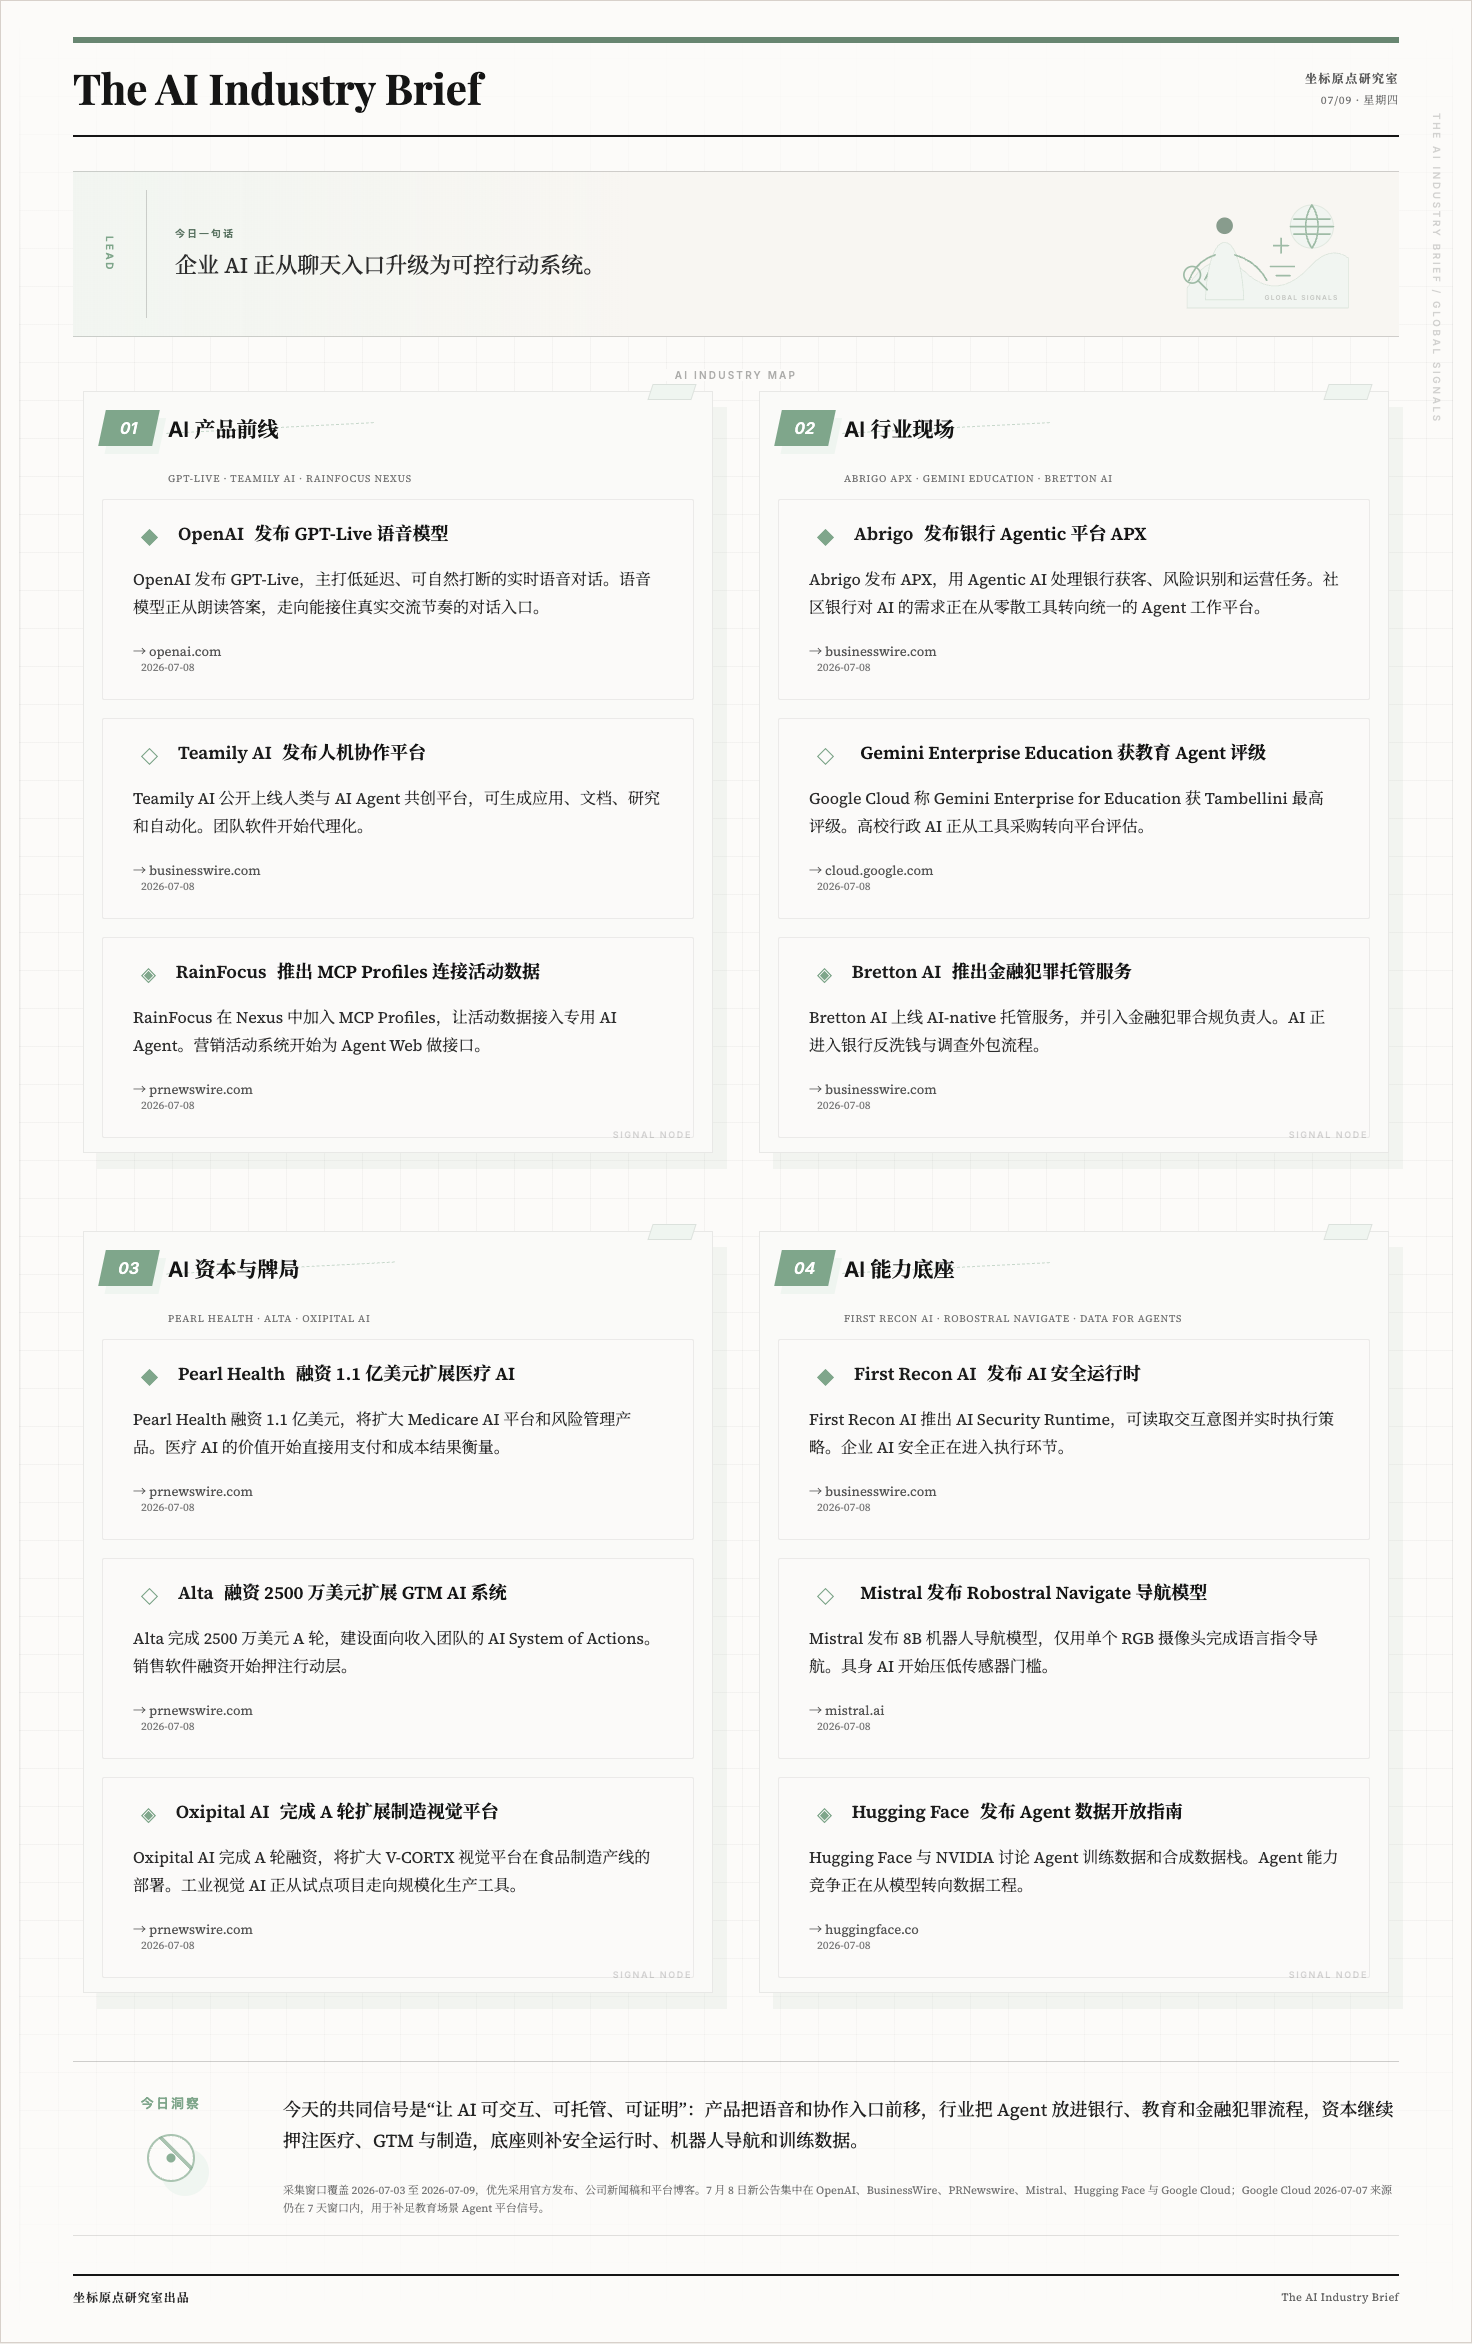 The AI Industry Brief
坐标原点研究室
07/09 · 星期四
THE AI INDUSTRY BRIEF / GLOBAL SIGNALS
LEAD
今日一句话
企业 AI 正从聊天入口升级为可控行动系统。
GLOBAL SIGNALS
AI INDUSTRY MAP
01 AI 产品前线
GPT-LIVE · TEAMILY AI · RAINFOCUS NEXUS
◆ OpenAI 发布 GPT-Live 语音模型
OpenAI 发布 GPT-Live，主打低延迟、可自然打断的实时语音对话。语音
模型正从朗读答案，走向能接住真实交流节奏的对话入口。
→ openai.com
2026-07-08
◇ Teamily AI 发布人机协作平台
Teamily AI 公开上线人类与 AI Agent 共创平台，可生成应用、文档、研究
和自动化。团队软件开始代理化。
→ businesswire.com
2026-07-08
◈ RainFocus 推出 MCP Profiles 连接活动数据
RainFocus 在 Nexus 中加入 MCP Profiles，让活动数据接入专用 AI
Agent。营销活动系统开始为 Agent Web 做接口。
→ prnewswire.com
2026-07-08
SIGNAL NODE
02 AI 行业现场
ABRIGO APX · GEMINI EDUCATION · BRETTON AI
◆ Abrigo 发布银行 Agentic 平台 APX
Abrigo 发布 APX，用 Agentic AI 处理银行获客、风险识别和运营任务。社
区银行对 AI 的需求正在从零散工具转向统一的 Agent 工作平台。
→ businesswire.com
2026-07-08
◇ Gemini Enterprise Education 获教育 Agent 评级
Google Cloud 称 Gemini Enterprise for Education 获 Tambellini 最高
评级。高校行政 AI 正从工具采购转向平台评估。
→ cloud.google.com
2026-07-08
◈ Bretton AI 推出金融犯罪托管服务
Bretton AI 上线 AI-native 托管服务，并引入金融犯罪合规负责人。AI 正
进入银行反洗钱与调查外包流程。
→ businesswire.com
2026-07-08
SIGNAL NODE
03 AI 资本与牌局
PEARL HEALTH · ALTA · OXIPITAL AI
◆ Pearl Health 融资 1.1 亿美元扩展医疗 AI
Pearl Health 融资 1.1 亿美元，将扩大 Medicare AI 平台和风险管理产
品。医疗 AI 的价值开始直接用支付和成本结果衡量。
→ prnewswire.com
2026-07-08
◇ Alta 融资 2500 万美元扩展 GTM AI 系统
Alta 完成 2500 万美元 A 轮，建设面向收入团队的 AI System of Actions。
销售软件融资开始押注行动层。
→ prnewswire.com
2026-07-08
◈ Oxipital AI 完成 A 轮扩展制造视觉平台
Oxipital AI 完成 A 轮融资，将扩大 V-CORTX 视觉平台在食品制造产线的
部署。工业视觉 AI 正从试点项目走向规模化生产工具。
→ prnewswire.com
2026-07-08
SIGNAL NODE
04 AI 能力底座
FIRST RECON AI · ROBOSTRAL NAVIGATE · DATA FOR AGENTS
◆ First Recon AI 发布 AI 安全运行时
First Recon AI 推出 AI Security Runtime，可读取交互意图并实时执行策
略。企业 AI 安全正在进入执行环节。
→ businesswire.com
2026-07-08
◇ Mistral 发布 Robostral Navigate 导航模型
Mistral 发布 8B 机器人导航模型，仅用单个 RGB 摄像头完成语言指令导
航。具身 AI 开始压低传感器门槛。
→ mistral.ai
2026-07-08
◈ Hugging Face 发布 Agent 数据开放指南
Hugging Face 与 NVIDIA 讨论 Agent 训练数据和合成数据栈。Agent 能力
竞争正在从模型转向数据工程。
→ huggingface.co
2026-07-08
SIGNAL NODE
今日洞察
今天的共同信号是“让 AI 可交互、可托管、可证明”：产品把语音和协作入口前移，行业把 Agent 放进银行、教育和金融犯罪流程，资本继续
押注医疗、GTM 与制造，底座则补安全运行时、机器人导航和训练数据。
采集窗口覆盖 2026-07-03 至 2026-07-09，优先采用官方发布、公司新闻稿和平台博客。7 月 8 日新公告集中在 OpenAI、BusinessWire、PRNewswire、Mistral、Hugging Face 与 Google Cloud；Google Cloud 2026-07-07 来源
仍在 7 天窗口内，用于补足教育场景 Agent 平台信号。
坐标原点研究室出品
The AI Industry Brief